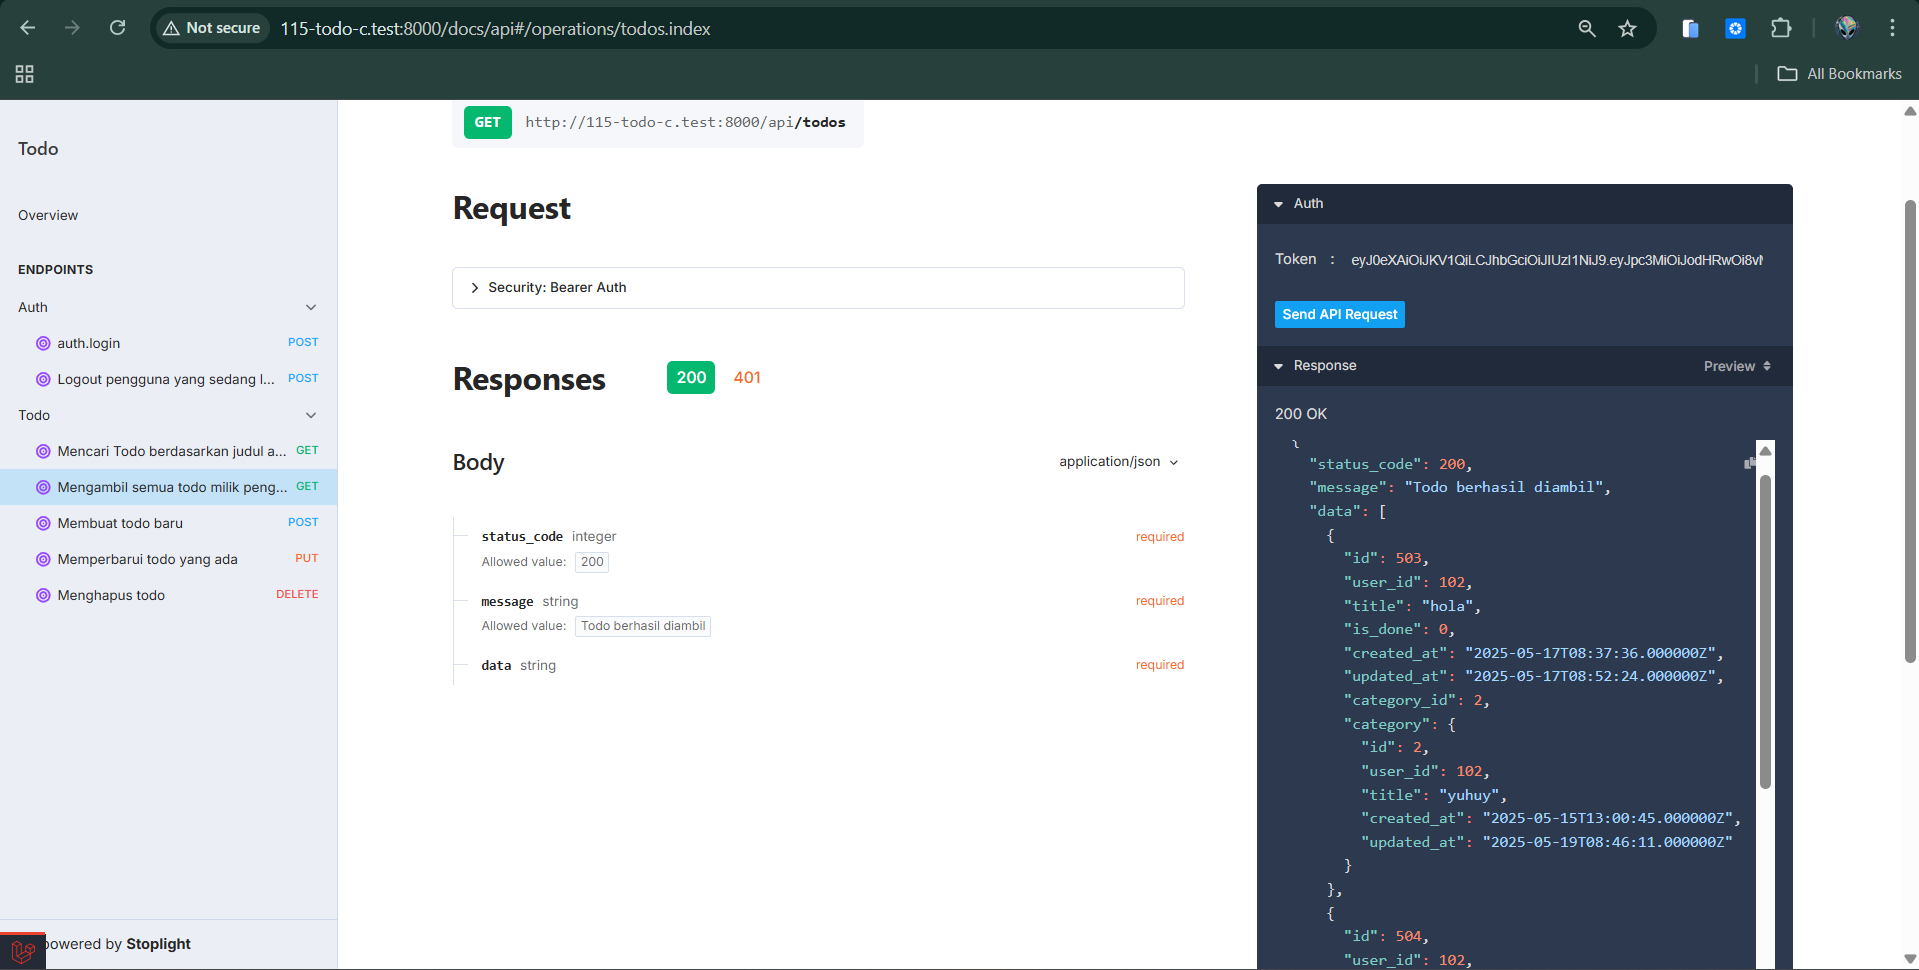 Not secure
115-todo-c.test:8000/docs/api#/operations/todos.index
All Bookmarks
Todo
Overview
ENDPOINTS
Auth
auth.login POST
Logout pengguna yang sedang l... POST
Todo
Mencari Todo berdasarkan judul a... GET
Mengambil semua todo milik peng... GET
Membuat todo baru POST
Memperbarui todo yang ada PUT
Menghapus todo DELETE
powered by Stoplight
GET http://115-todo-c.test:8000/api/todos
Request
Security: Bearer Auth
Responses 200 401
Body application/json
status_code integer required
Allowed value: 200
message string required
Allowed value: Todo berhasil diambil
data string required
Auth
Token : eyJ0eXAiOiJKV1QiLCJhbGciOiJIUzI1NiJ9.eyJpc3MiOiJodHRwOi8v
Send API Request
Response Preview
200 OK
{
"status_code": 200,
"message": "Todo berhasil diambil",
"data": [
{
"id": 503,
"user_id": 102,
"title": "hola",
"is_done": 0,
"created_at": "2025-05-17T08:37:36.000000Z",
"updated_at": "2025-05-17T08:52:24.000000Z",
"category_id": 2,
"category": {
"id": 2,
"user_id": 102,
"title": "yuhuy",
"created_at": "2025-05-15T13:00:45.000000Z",
"updated_at": "2025-05-19T08:46:11.000000Z"
}
},
{
"id": 504,
"user_id": 102,